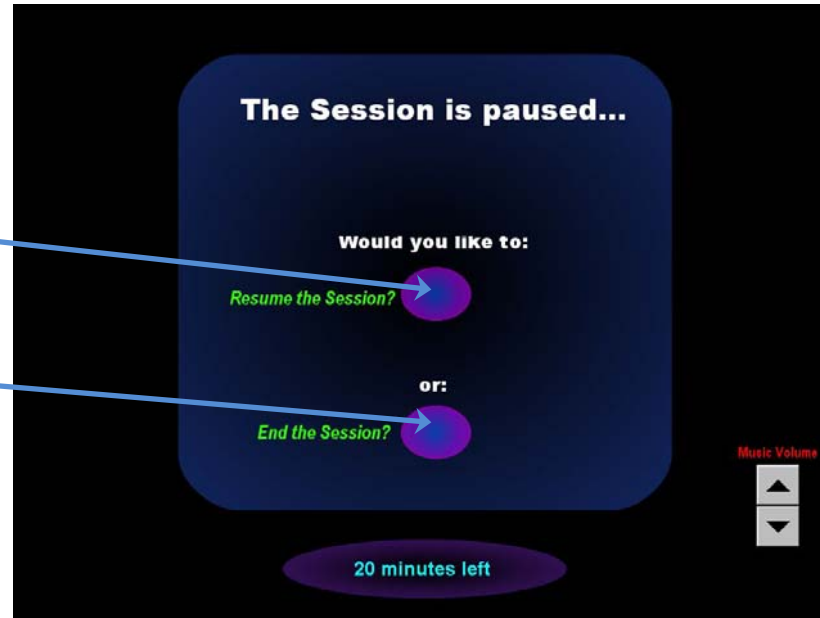 The Session is paused...
Would you like to:
Resume the Session?
or:
End the Session?
Music Volume
20 minutes left